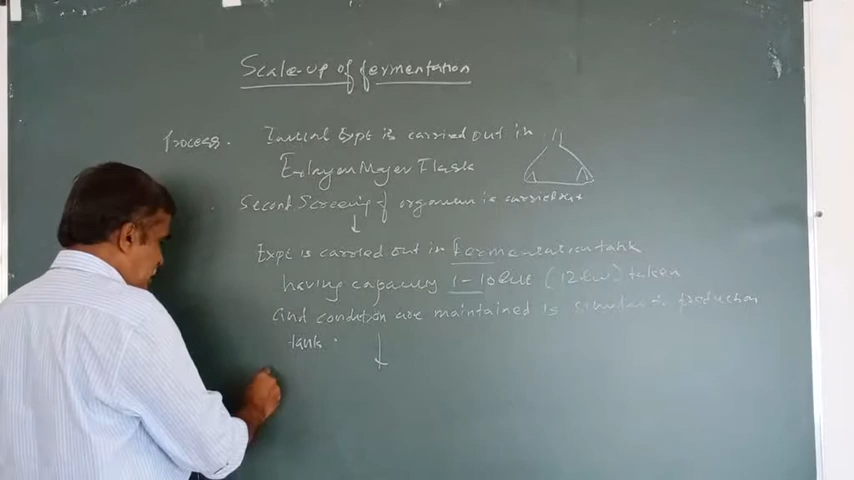 Scale-up of fermentation
Process. Initial Expt is carried out in
Erlayen Mayer Flask
Second Screeing of organism is carried out
Expt is carried out in fermentation tank
having capacity 1-10 lit (12 lit) taken
and condition are maintained is similar to production
tank.